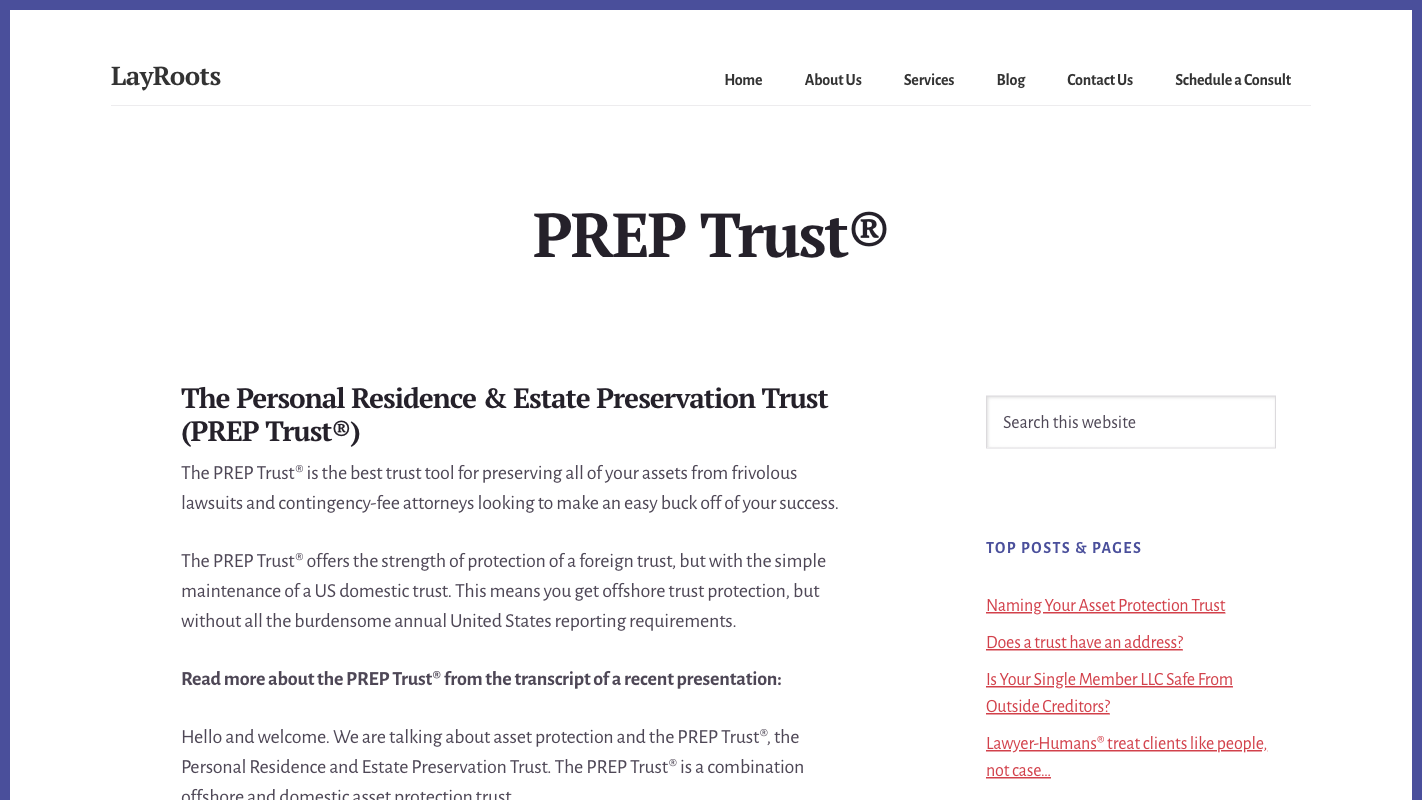 LayRoots
Home
About Us
Services
Blog
Contact Us
Schedule a Consult
PREP Trust®
The Personal Residence & Estate Preservation Trust
(PREP Trust®)
The PREP Trust® is the best trust tool for preserving all of your assets from frivolous
lawsuits and contingency-fee attorneys looking to make an easy buck off of your success.
The PREP Trust® offers the strength of protection of a foreign trust, but with the simple
maintenance of a US domestic trust. This means you get offshore trust protection, but
without all the burdensome annual United States reporting requirements.
Read more about the PREP Trust® from the transcript of a recent presentation:
Hello and welcome. We are talking about asset protection and the PREP Trust®, the
Personal Residence and Estate Preservation Trust. The PREP Trust® is a combination
offshore and domestic asset protection trust.
Search this website
TOP POSTS & PAGES
Naming Your Asset Protection Trust
Does a trust have an address?
Is Your Single Member LLC Safe From
Outside Creditors?
Lawyer-Humans® treat clients like people,
not case...